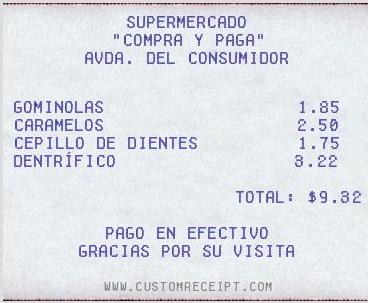 SUPERMERCADO
"COMPRA Y PAGA"
AVDA. DEL CONSUMIDOR
GOMINOLAS 1.85
CARAMELOS 2.50
CEPILLO DE DIENTES 1.75
DENTRÍFICO 3.22
TOTAL: $9.32
PAGO EN EFECTIVO
GRACIAS POR SU VISITA
WWW.CUSTOMRECEIPT.COM